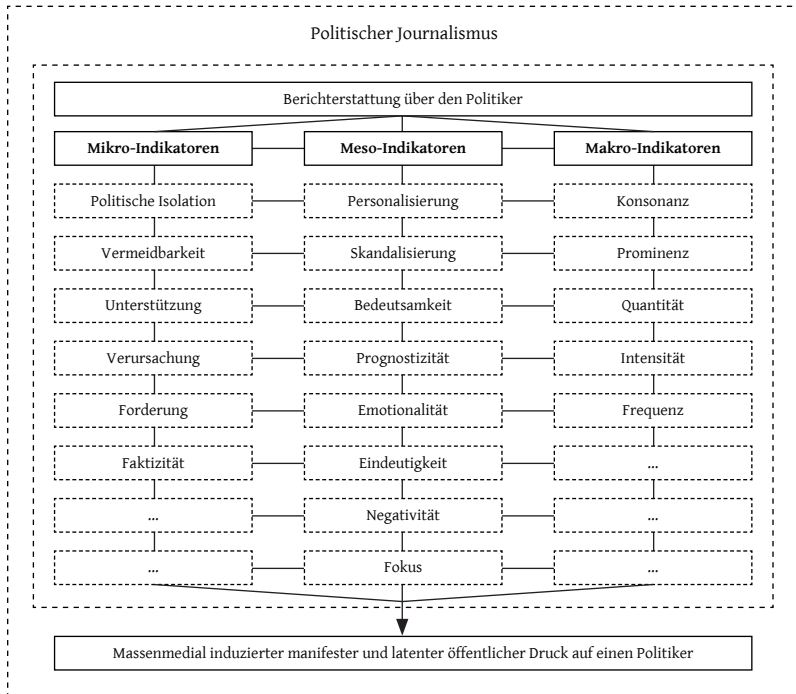 Politischer Journalismus
Berichterstattung über den Politiker
Mikro-Indikatoren Meso-Indikatoren Makro-Indikatoren
Politische Isolation Personalisierung Konsonanz
Vermeidbarkeit Skandalisierung Prominenz
Unterstützung Bedeutsamkeit Quantität
Verursachung Prognostizität Intensität
Forderung Emotionalität Frequenz
Faktizität Eindeutigkeit ...
... Negativität ...
... Fokus ...
Massenmedial induzierter manifester und latenter öffentlicher Druck auf einen Politiker